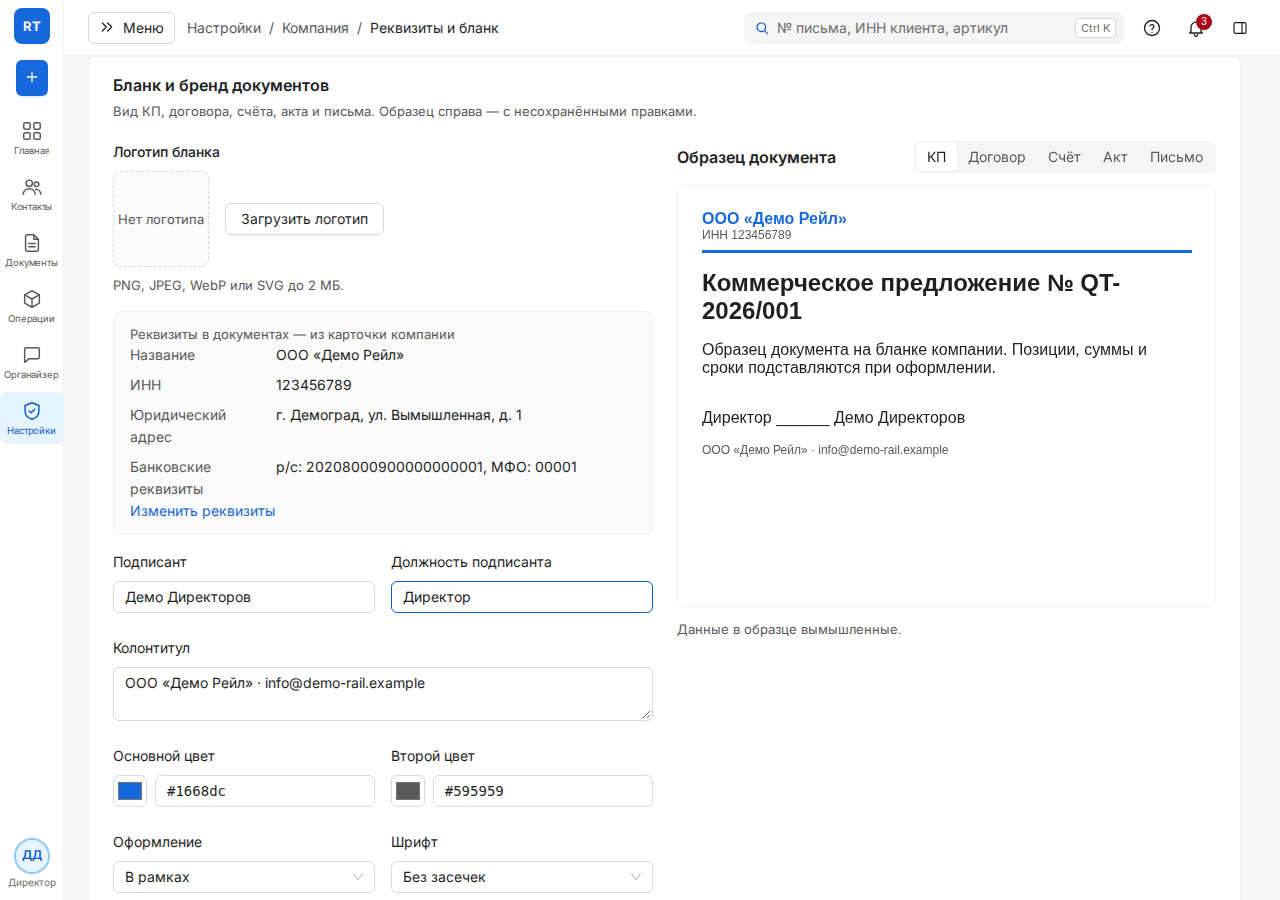 RT
Меню
Настройки / Компания / Реквизиты и бланк
№ письма, ИНН клиента, артикул
Ctrl K
3
Главная
Контакты
Документы
Операции
Органайзер
Настройки
ДД
Директор
Бланк и бренд документов
Вид КП, договора, счёта, акта и письма. Образец справа — с несохранёнными правками.
Логотип бланка
Нет логотипа
Загрузить логотип
PNG, JPEG, WebP или SVG до 2 МБ.
Реквизиты в документах — из карточки компании
Название ООО «Демо Рейл»
ИНН 123456789
Юридический адрес г. Демоград, ул. Вымышленная, д. 1
Банковские реквизиты р/с: 20208000900000000001, МФО: 00001
Изменить реквизиты
Подписант
Демо Директоров
Должность подписанта
Директор
Колонтитул
ООО «Демо Рейл» · info@demo-rail.example
Основной цвет
#1668dc
Второй цвет
#595959
Оформление
В рамках
Шрифт
Без засечек
Образец документа
КП Договор Счёт Акт Письмо
ООО «Демо Рейл»
ИНН 123456789
Коммерческое предложение № QT-
2026/001
Образец документа на бланке компании. Позиции, суммы и
сроки подставляются при оформлении.
Директор ______ Демо Директоров
ООО «Демо Рейл» · info@demo-rail.example
Данные в образце вымышленные.